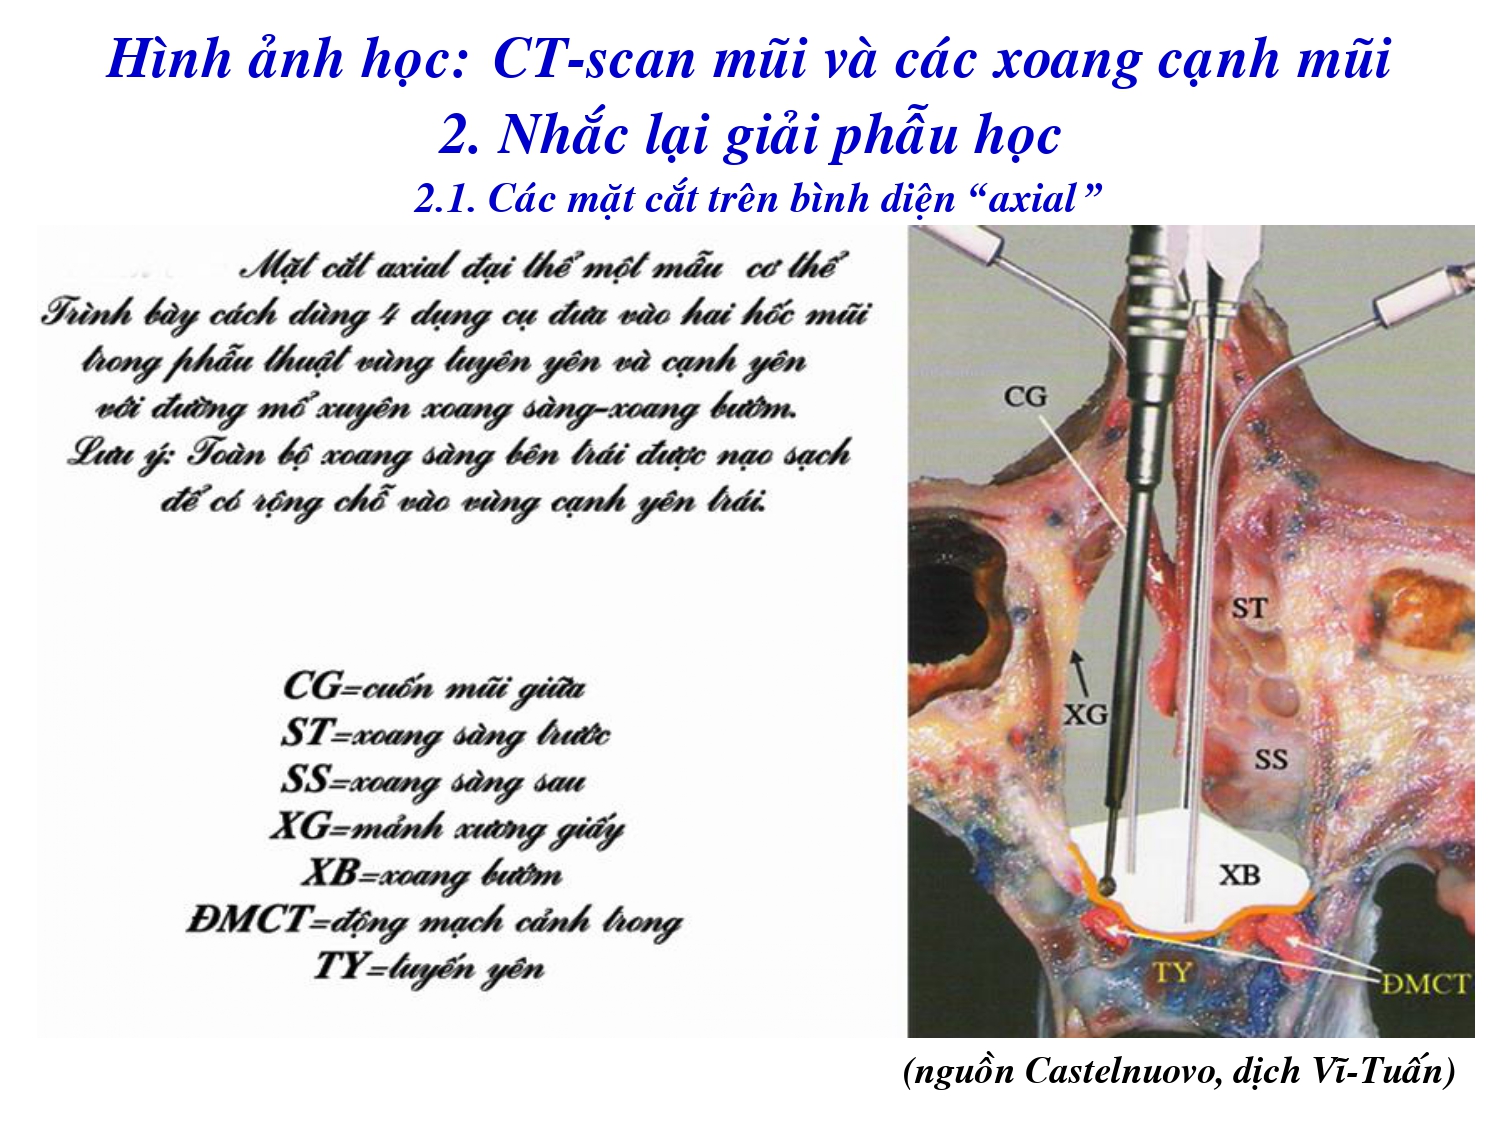 Hình ảnh học: CT-scan mũi và các xoang cạnh mũi
2. Nhắc lại giải phẫu học
2.1. Các mặt cắt trên bình diện “axial”
Mặt cắt axial đại thể một mẫu cơ thể
Trình bày cách dùng 4 dụng cụ đưa vào hai hốc mũi
trong phẫu thuật vùng tuyên yên và cạnh yên
với đường mổ xuyên xoang sàng-xoang bướm.
Lưu ý: Toàn bộ xoang sàng bên trái được nạo sạch
để có rộng chỗ vào vùng cạnh yên trái.
CG=cuốn mũi giữa
ST=xoang sàng trước
SS=xoang sàng sau
XG=mảnh xương giấy
XB=xoang bướm
ĐMCT=động mạch cảnh trong
TY=tuyến yên
CG
ST
XG
SS
XB
TY
ĐMCT
(nguồn Castelnuovo, dịch Vĩ-Tuấn)